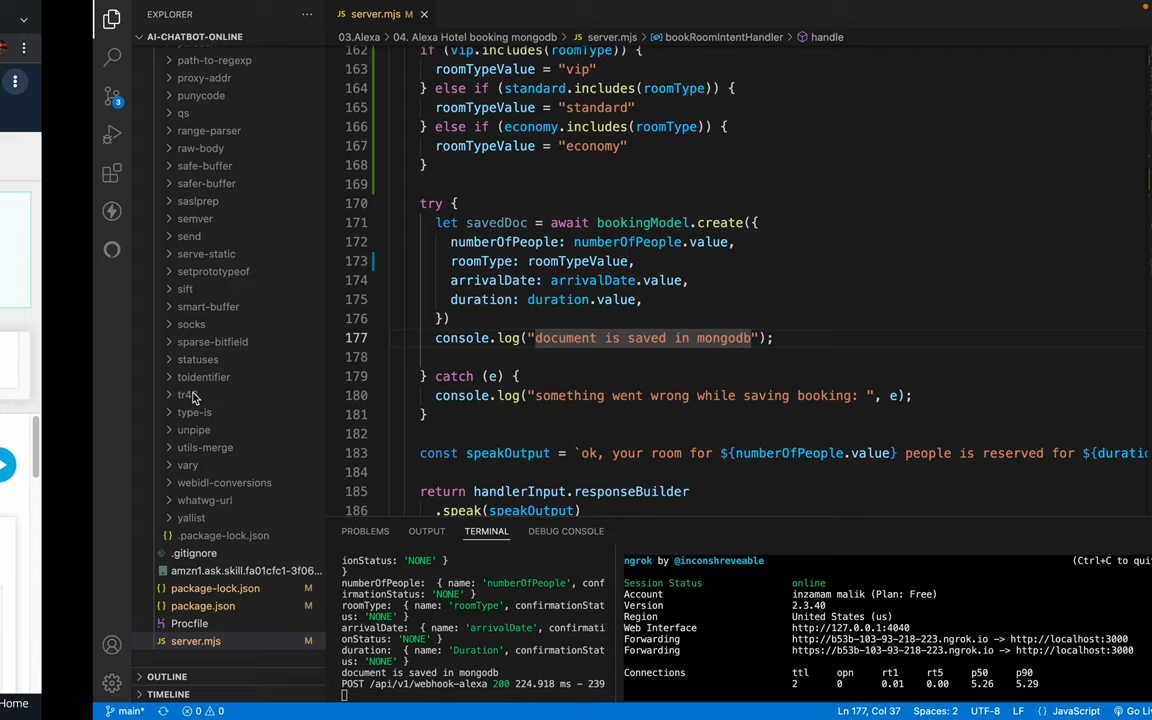 EXPLORER
AI-CHATBOT-ONLINE
path-to-regexp
proxy-addr
punycode
qs
range-parser
raw-body
safe-buffer
safer-buffer
saslprep
semver
send
serve-static
setprototypeof
sift
smart-buffer
socks
sparse-bitfield
statuses
toidentifier
type-is
unpipe
utils-merge
vary
webidl-conversions
whatwg-url
yallist
.package-lock.json
.gitignore
amzn1.ask.skill.fa01cfc1-3f06...
package-lock.json M
package.json M
Procfile
server.mjs M
OUTLINE
TIMELINE
3
server.mjs M
03.Alexa > 04. Alexa Hotel booking mongodb > server.mjs > bookRoomIntentHandler > handle
162 if (vip.includes(roomType)) {
163 roomTypeValue = "vip"
164 } else if (standard.includes(roomType)) {
165 roomTypeValue = "standard"
166 } else if (economy.includes(roomType)) {
167 roomTypeValue = "economy"
168 }
169
170 try {
171 let savedDoc = await bookingModel.create({
172 numberOfPeople: numberOfPeople.value,
173 roomType: roomTypeValue,
174 arrivalDate: arrivalDate.value,
175 duration: duration.value,
176 })
177 console.log("document is saved in mongodb");
178
179 } catch (e) {
180 console.log("something went wrong while saving booking: ", e);
181 }
182
183 const speakOutput = `ok, your room for ${numberOfPeople.value} people is reserved for ${duratio
184
185 return handlerInput.responseBuilder
186 .speak(speakOutput)
PROBLEMS OUTPUT TERMINAL DEBUG CONSOLE
ionStatus: 'NONE' }
}
numberOfPeople: { name: 'numberOfPeople', conf
irmationStatus: 'NONE' }
roomType: { name: 'roomType', confirmationStat
us: 'NONE' }
arrivalDate: { name: 'arrivalDate', confirmati
onStatus: 'NONE' }
duration: { name: 'Duration', confirmationStat
us: 'NONE' }
document is saved in mongodb
POST /api/v1/webhook-alexa 200 224.918 ms - 239
ngrok by @inconshreveable (Ctrl+C to qui
Session Status online
Account inzamam malik (Plan: Free)
Version 2.3.40
Region United States (us)
Web Interface http://127.0.0.1:4040
Forwarding http://b53b-103-93-218-223.ngrok.io -> http://localhost:3000
Forwarding https://b53b-103-93-218-223.ngrok.io -> http://localhost:3000
Connections ttl opn rt1 rt5 p50 p90
2 0 0.01 0.00 5.26 5.29
Home
main* 0 0 Ln 177, Col 37 Spaces: 2 UTF-8 LF JavaScript Go Liv